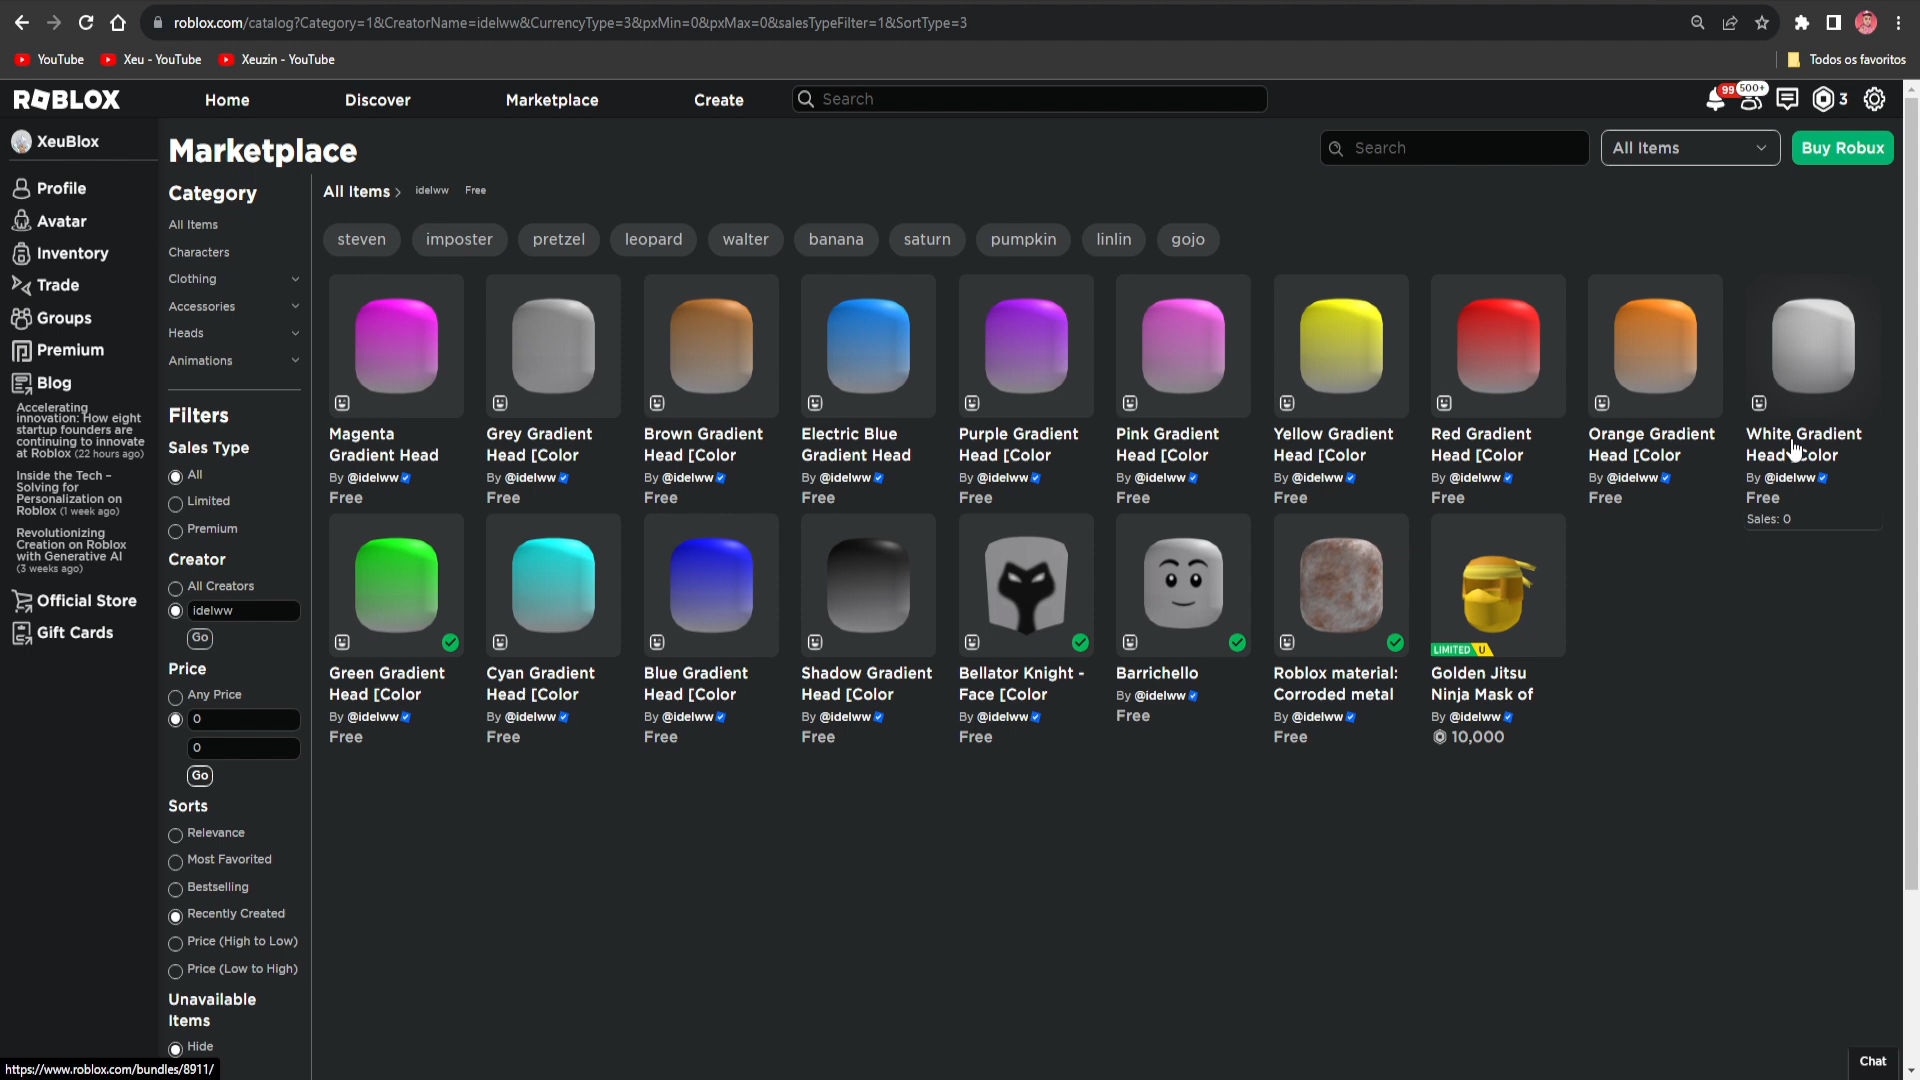 roblox.com/catalog?Category=1&CreatorName=idelww&CurrencyType=3&pxMin=0&pxMax=0&salesTypeFilter=1&SortType=3
YouTube
Xeu - YouTube
Xeuzin - YouTube
Todos os favoritos
ROBLOX
Home
Discover
Marketplace
Create
Search
99
500+
3
XeuBlox
Profile
Avatar
Inventory
Trade
Groups
Premium
Blog
Accelerating
innovation: How eight
startup founders are
continuing to innovate
at Roblox (22 hours ago)
Inside the Tech –
Solving for
Personalization on
Roblox (1 week ago)
Revolutionizing
Creation on Roblox
with Generative AI
(3 weeks ago)
Official Store
Gift Cards
Marketplace
Search
All Items
Buy Robux
Category
All Items
Characters
Clothing
Accessories
Heads
Animations
Filters
Sales Type
All
Limited
Premium
Creator
All Creators
idelww
Go
Price
Any Price
0
0
Go
Sorts
Relevance
Most Favorited
Bestselling
Recently Created
Price (High to Low)
Price (Low to High)
Unavailable
Items
Hide
All Items > idelww Free
steven
imposter
pretzel
leopard
walter
banana
saturn
pumpkin
linlin
gojo
Magenta
Gradient Head
By @idelww
Free
Grey Gradient
Head [Color
By @idelww
Free
Brown Gradient
Head [Color
By @idelww
Free
Electric Blue
Gradient Head
By @idelww
Free
Purple Gradient
Head [Color
By @idelww
Free
Pink Gradient
Head [Color
By @idelww
Free
Yellow Gradient
Head [Color
By @idelww
Free
Red Gradient
Head [Color
By @idelww
Free
Orange Gradient
Head [Color
By @idelww
Free
White Gradient
Head [Color
By @idelww
Free
Sales: 0
Green Gradient
Head [Color
By @idelww
Free
Cyan Gradient
Head [Color
By @idelww
Free
Blue Gradient
Head [Color
By @idelww
Free
Shadow Gradient
Head [Color
By @idelww
Free
Bellator Knight -
Face [Color
By @idelww
Free
Barrichello
By @idelww
Free
Roblox material:
Corroded metal
By @idelww
Free
LIMITED U
Golden Jitsu
Ninja Mask of
By @idelww
10,000
https://www.roblox.com/bundles/8911/
Chat